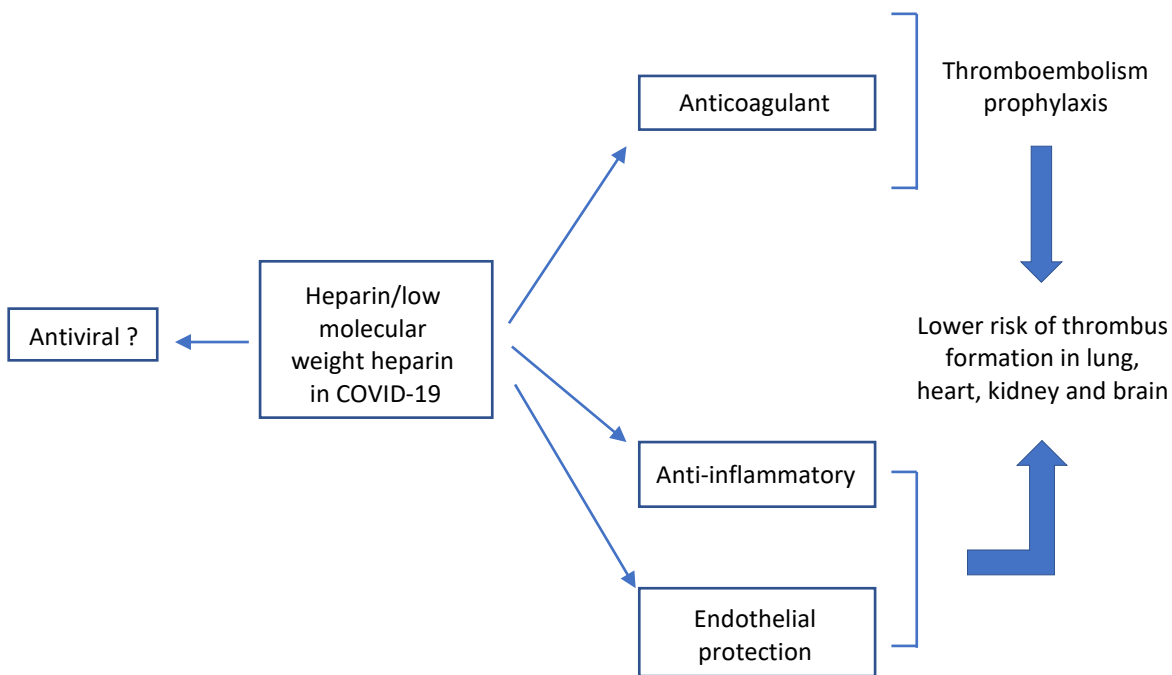 Anticoagulant
Thromboembolism
prophylaxis
Antiviral ?
Heparin/low
molecular
weight heparin
in COVID-19
Lower risk of thrombus
formation in lung,
heart, kidney and brain
Anti-inflammatory
Endothelial
protection